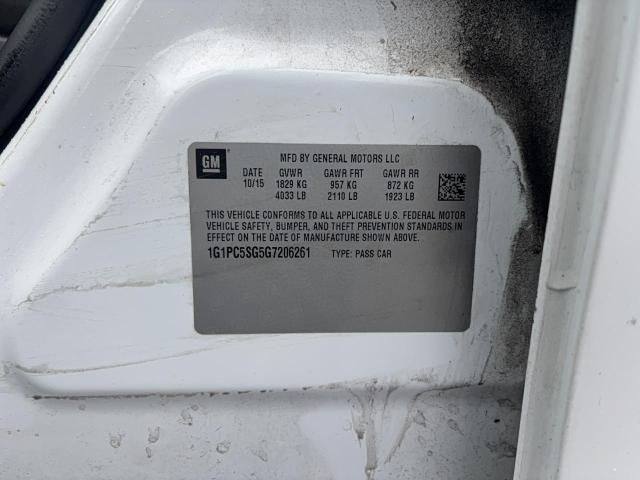 GM
MFD BY GENERAL MOTORS LLC
DATE GVWR GAWR FRT GAWR RR
10/15 1829 KG 957 KG 872 KG
4033 LB 2110 LB 1923 LB
THIS VEHICLE CONFORMS TO ALL APPLICABLE U.S. FEDERAL MOTOR
VEHICLE SAFETY, BUMPER, AND THEFT PREVENTION STANDARDS IN
EFFECT ON THE DATE OF MANUFACTURE SHOWN ABOVE.
1G1PC5SG5G7206261 TYPE: PASS CAR